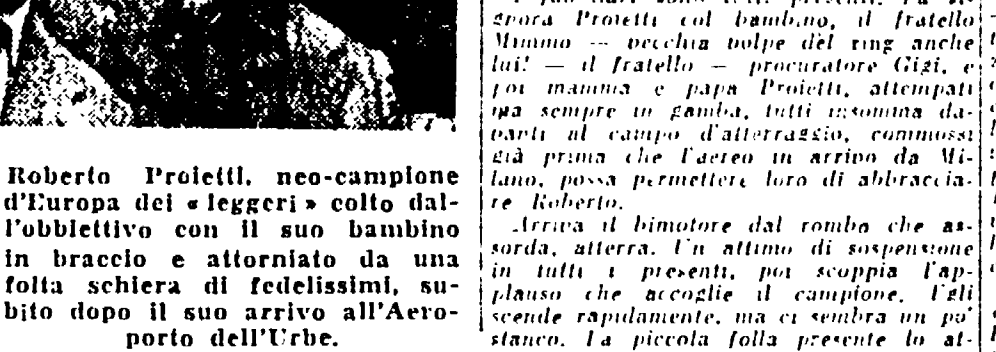 Roberto Proietti, neo-campione
d'Europa dei « leggeri » colto dal-
l'obbiettivo con il suo bambino
in braccio e attorniato da una
folta schiera di fedelissimi, su-
bito dopo il suo arrivo all'Aero-
porto dell'Urbe.
gnora Proietti col bambino, il fratello
Mimmo — vecchia volpe del ring anche
lui! — il fratello — procuratore Gigi, e
poi mamma e papà Proietti, attempati
ma sempre in gamba, tutti insomma da-
vanti al campo d'atterraggio, commossi
già prima che l'aereo in arrivo da Mi-
lano, possa permettere loro di abbraccia-
re Roberto.
Arriva il bimotore dal rombo che as-
sorda, atterra. Un attimo di sospensione
in tutti i presenti, poi scoppia l'ap-
plauso che accoglie il campione. Egli
scende rapidamente, ma ci sembra un po'
stanco. La piccola folla presente lo at-